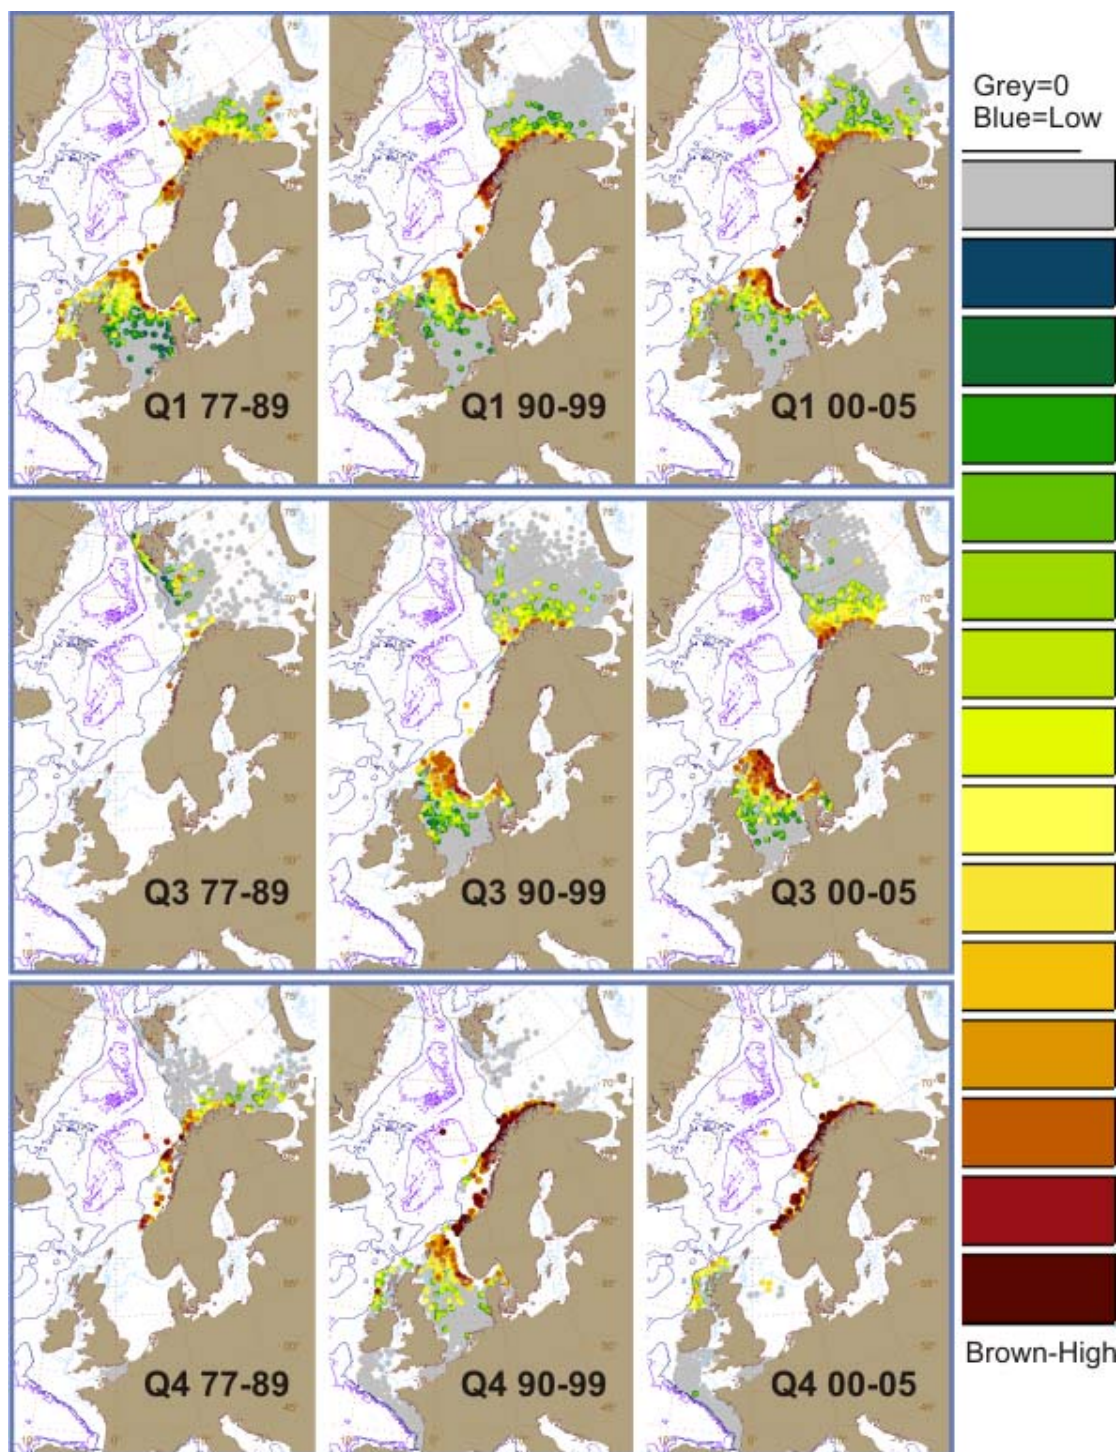 Grey=0
Blue=Low
Q1 77-89
Q1 90-99
Q1 00-05
Q3 77-89
Q3 90-99
Q3 00-05
Q4 77-89
Q4 90-99
Q4 00-05
Brown-High